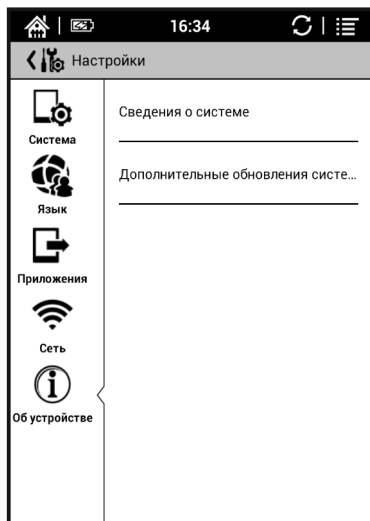 16:34
Настройки
Сведения о системе
Система
Дополнительные обновления систе...
Язык
Приложения
Сеть
Об устройстве